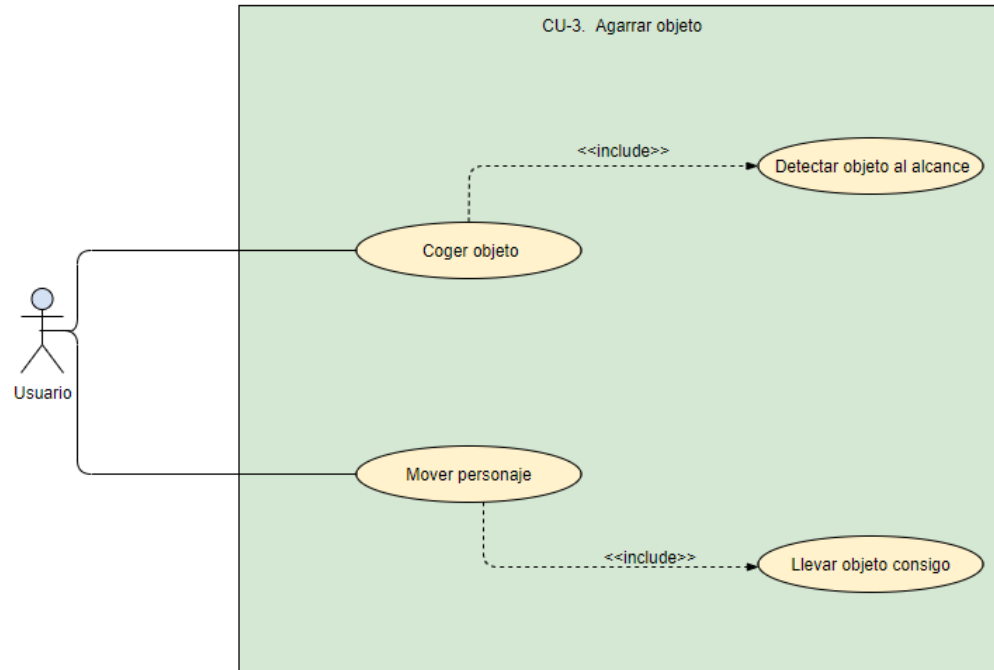 CU-3.  Agarrar objeto
<<include>>
Detectar objeto al alcance
Coger objeto
Usuario
Mover personaje
<<include>>
Llevar objeto consigo